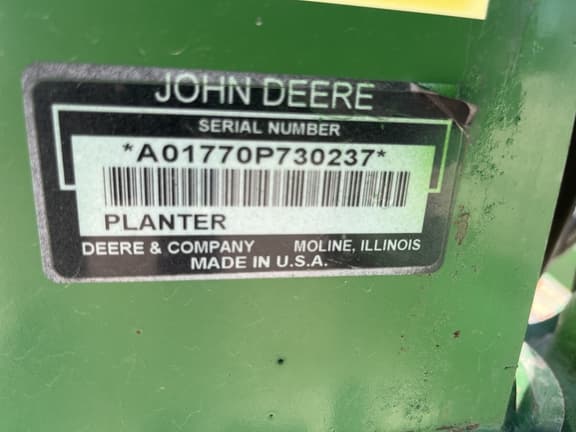 JOHN DEERE
SERIAL NUMBER
*A01770P730237*
PLANTER
DEERE & COMPANY MOLINE, ILLINOIS
MADE IN U.S.A.